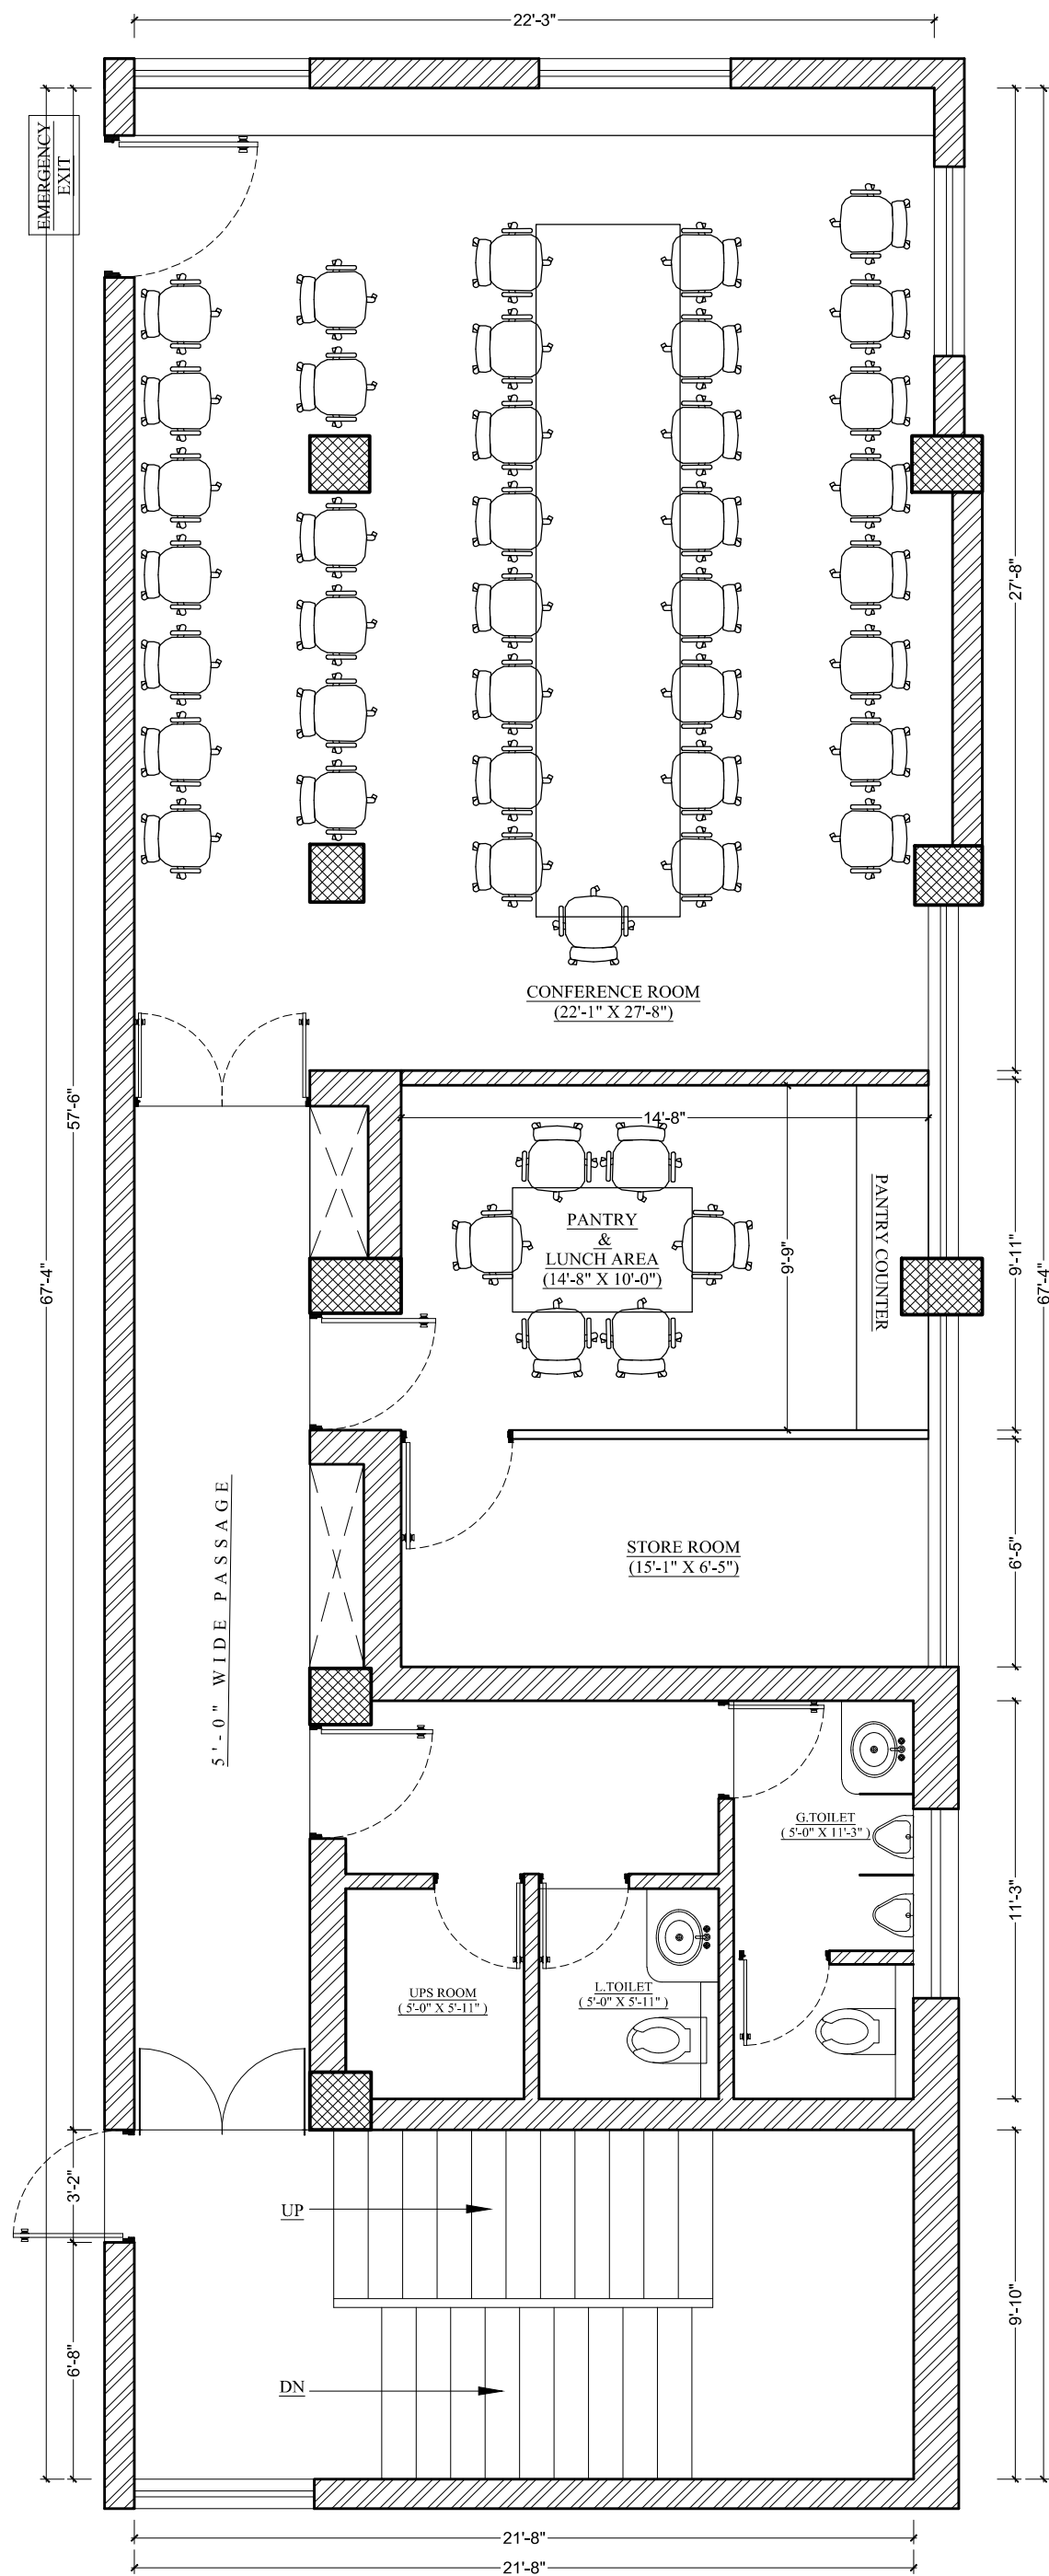 22'-3"
EMERGENCY
EXIT
27'-8"
CONFERENCE ROOM
(22'-1" X 27'-8")
57'-6"
67'-4"
14'-8"
PANTRY
&
LUNCH AREA
(14'-8" X 10'-0")
9'-9"
PANTRY COUNTER
9'-11"
67'-4"
5'-0" WIDE PASSAGE
STORE ROOM
(15'-1" X 6'-5")
6'-5"
G.TOILET
( 5'-0" X 11'-3" )
11'-3"
UPS ROOM
( 5'-0" X 5'-11" )
L.TOILET
( 5'-0" X 5'-11" )
3'-2"
UP
9'-10"
6'-8"
DN
21'-8"
21'-8"